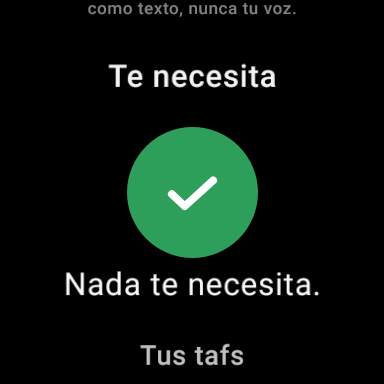 como texto, nunca tu voz.
Te necesita
Nada te necesita.
Tus tafs